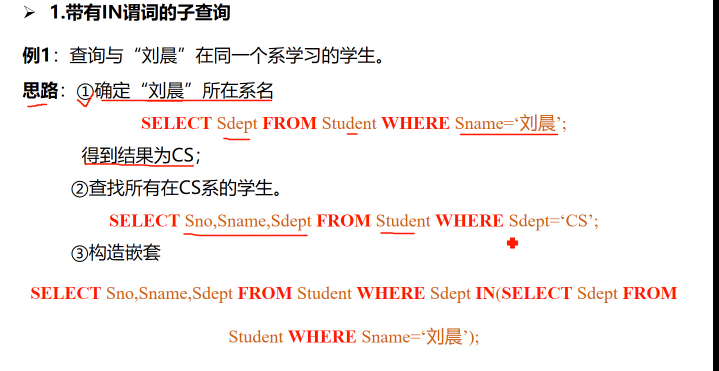 ➢ 1.带有IN谓词的子查询
例1：查询与“刘晨”在同一个系学习的学生。
思路：①确定“刘晨”所在系名
SELECT Sdept FROM Student WHERE Sname=‘刘晨’;
得到结果为CS；
②查找所有在CS系的学生。
SELECT Sno,Sname,Sdept FROM Student WHERE Sdept=‘CS’;
③构造嵌套
SELECT Sno,Sname,Sdept FROM Student WHERE Sdept IN(SELECT Sdept FROM
Student WHERE Sname=‘刘晨’);